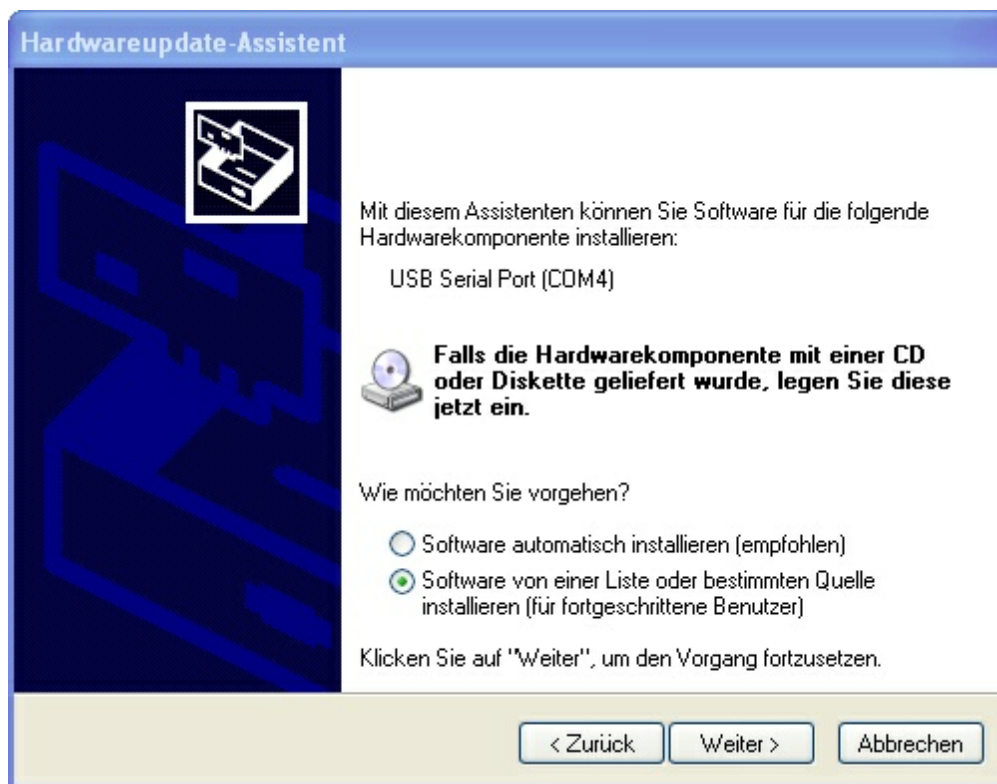 Hardwareupdate-Assistent
Mit diesem Assistenten können Sie Software für die folgende
Hardwarekomponente installieren:
USB Serial Port (COM4)
Falls die Hardwarekomponente mit einer CD
oder Diskette geliefert wurde, legen Sie diese
jetzt ein.
Wie möchten Sie vorgehen?
Software automatisch installieren (empfohlen)
Software von einer Liste oder bestimmten Quelle
installieren (für fortgeschrittene Benutzer)
Klicken Sie auf "Weiter", um den Vorgang fortzusetzen.
< Zurück Weiter > Abbrechen